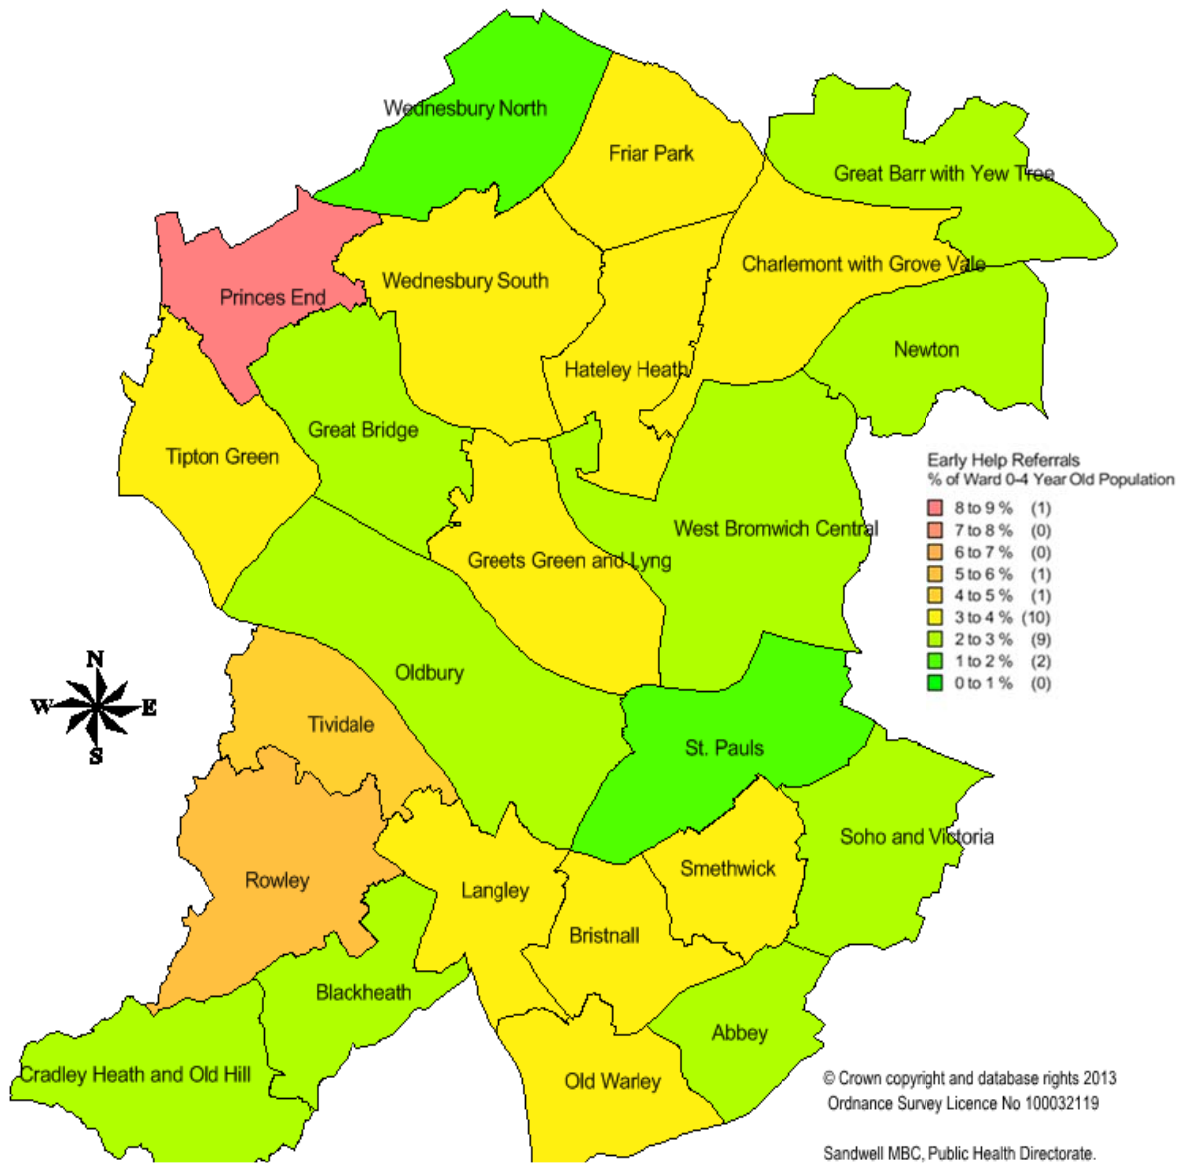 Wednesbury North
Friar Park
Great Barr with Yew Tree
Charlemont with Grove Vale
Wednesbury South
Princes End
Newton
Hateley Heath
Great Bridge
Tipton Green
Early Help Referrals
% of Ward 0-4 Year Old Population
8 to 9 % (1)
7 to 8 % (0)
6 to 7 % (0)
5 to 6 % (1)
4 to 5 % (1)
3 to 4 % (10)
2 to 3 % (9)
1 to 2 % (2)
0 to 1 % (0)
West Bromwich Central
Greets Green and Lyng
Oldbury
N
W
E
S
Tividale
St. Pauls
Soho and Victoria
Smethwick
Rowley
Langley
Bristnall
Blackheath
Abbey
Cradley Heath and Old Hill
Old Warley
© Crown copyright and database rights 2013
Ordnance Survey Licence No 100032119
Sandwell MBC, Public Health Directorate.